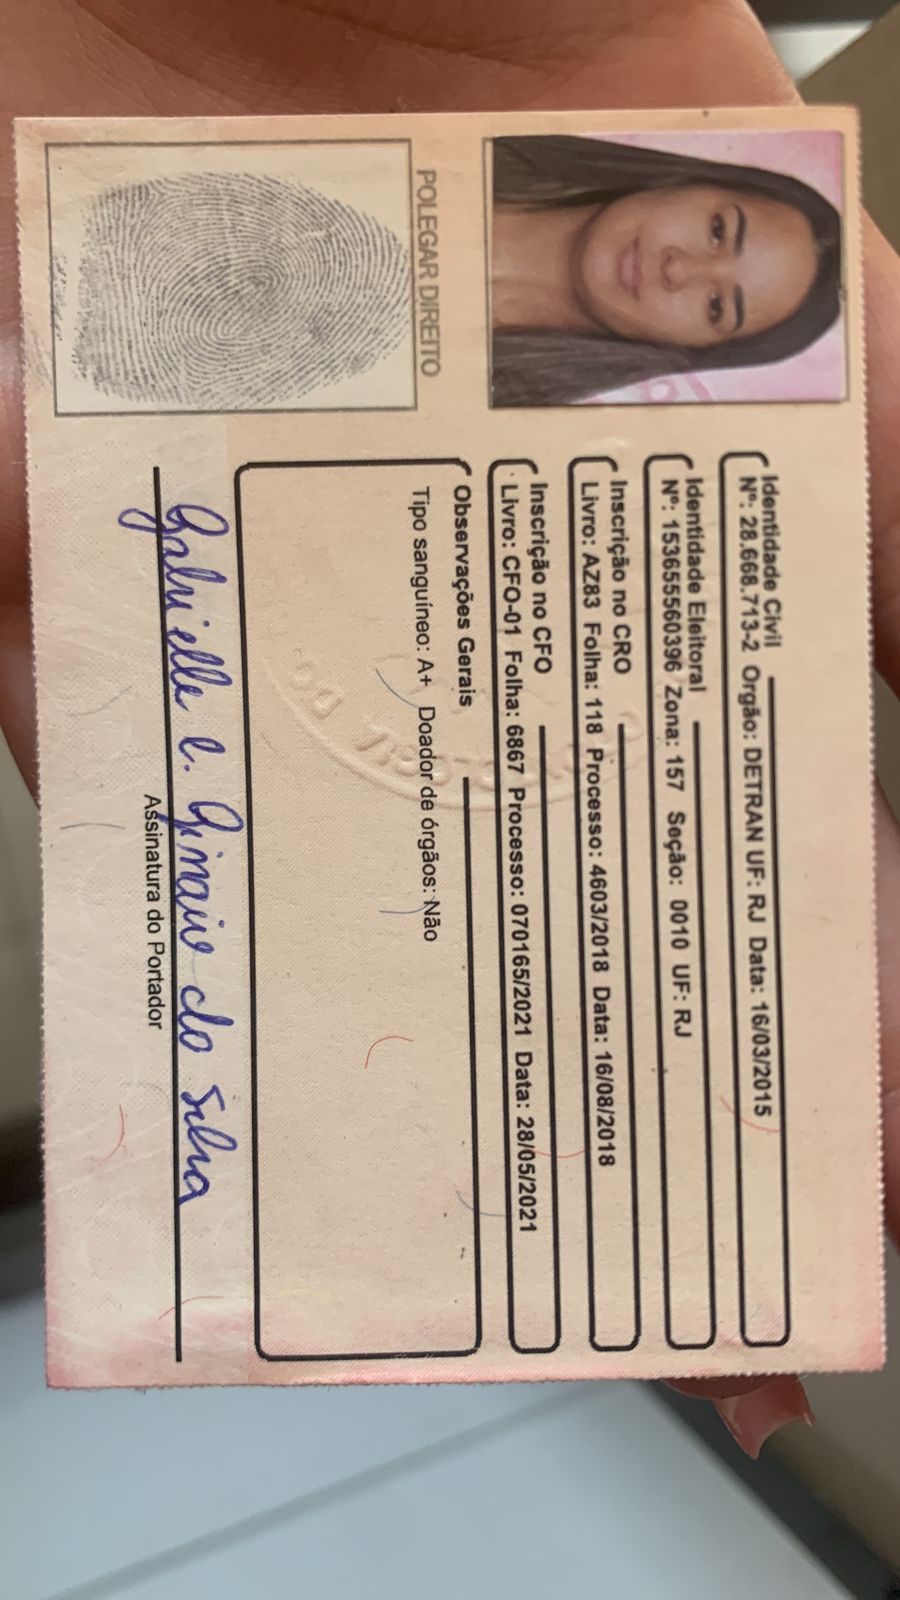 Identidade Civil
Nº: 28.668.713-2 Orgão: DETRAN UF: RJ Data: 16/03/2015
Identidade Eleitoral
Nº: 153655560396 Zona: 157 Seção: 0010 UF: RJ
Inscrição no CRO
Livro: AZ83 Folha: 118 Processo: 4603/2018 Data: 16/08/2018
Inscrição no CFO
Livro: CFO-01 Folha: 6867 Processo: 070165/2021 Data: 28/05/2021
POLEGAR DIREITO
Observações Gerais
Tipo sanguíneo: A+ Doador de órgãos: Não
Gabrielle C. da Silva
Assinatura do Portador